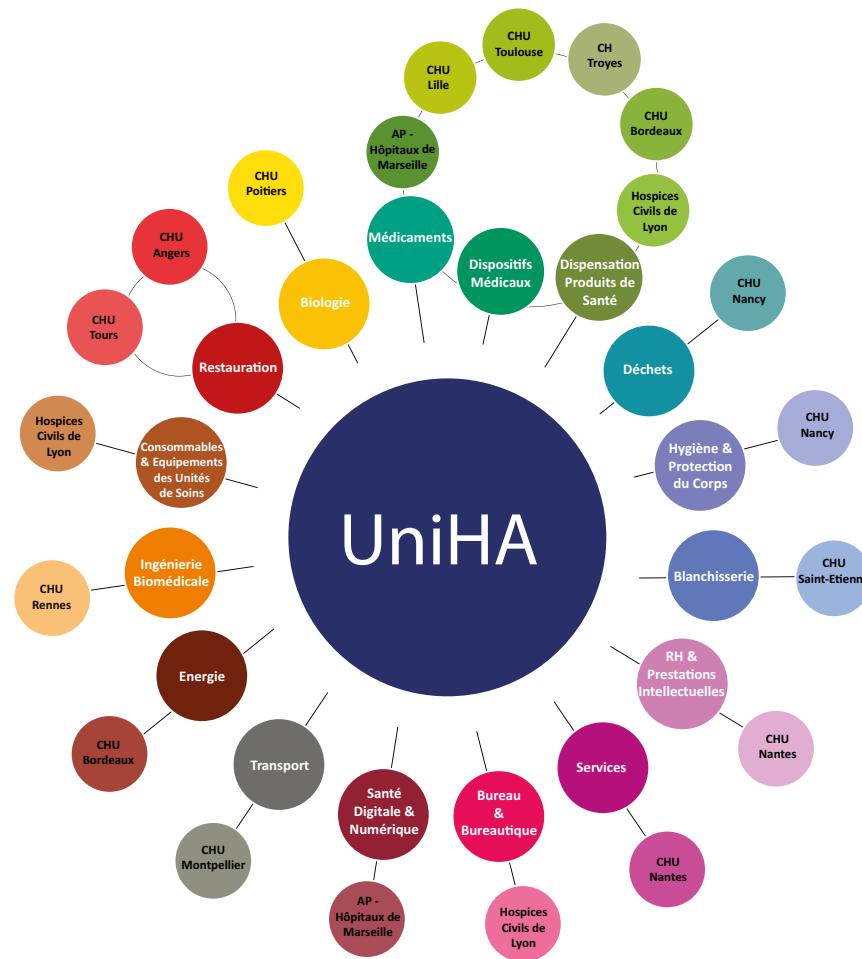 CHU
Toulouse
CH
Troyes
CHU
Lille
CHU
Bordeaux
AP -
Hôpitaux de
Marseille
CHU
Poitiers
Hospices
Civils de
Lyon
Médicaments
CHU
Angers
Dispositifs
Médicaux
Dispensation
Produits de
Santé
CHU
Nancy
Biologie
CHU
Tours
Restauration
Déchets
Hospices
Civils de
Lyon
CHU
Nancy
Consommables
& Equipements
des Unités
de Soins
Hygiène &
Protection
du Corps
UniHA
Ingénierie
Biomédicale
Blanchisserie
CHU
Saint-Etienn
CHU
Rennes
Energie
RH &
Prestations
Intellectuelles
CHU
Bordeaux
CHU
Nantes
Transport
Services
Santé
Digitale &
Numérique
Bureau
&
Bureautique
CHU
Montpellier
CHU
Nantes
AP -
Hôpitaux de
Marseille
Hospices
Civils de
Lyon